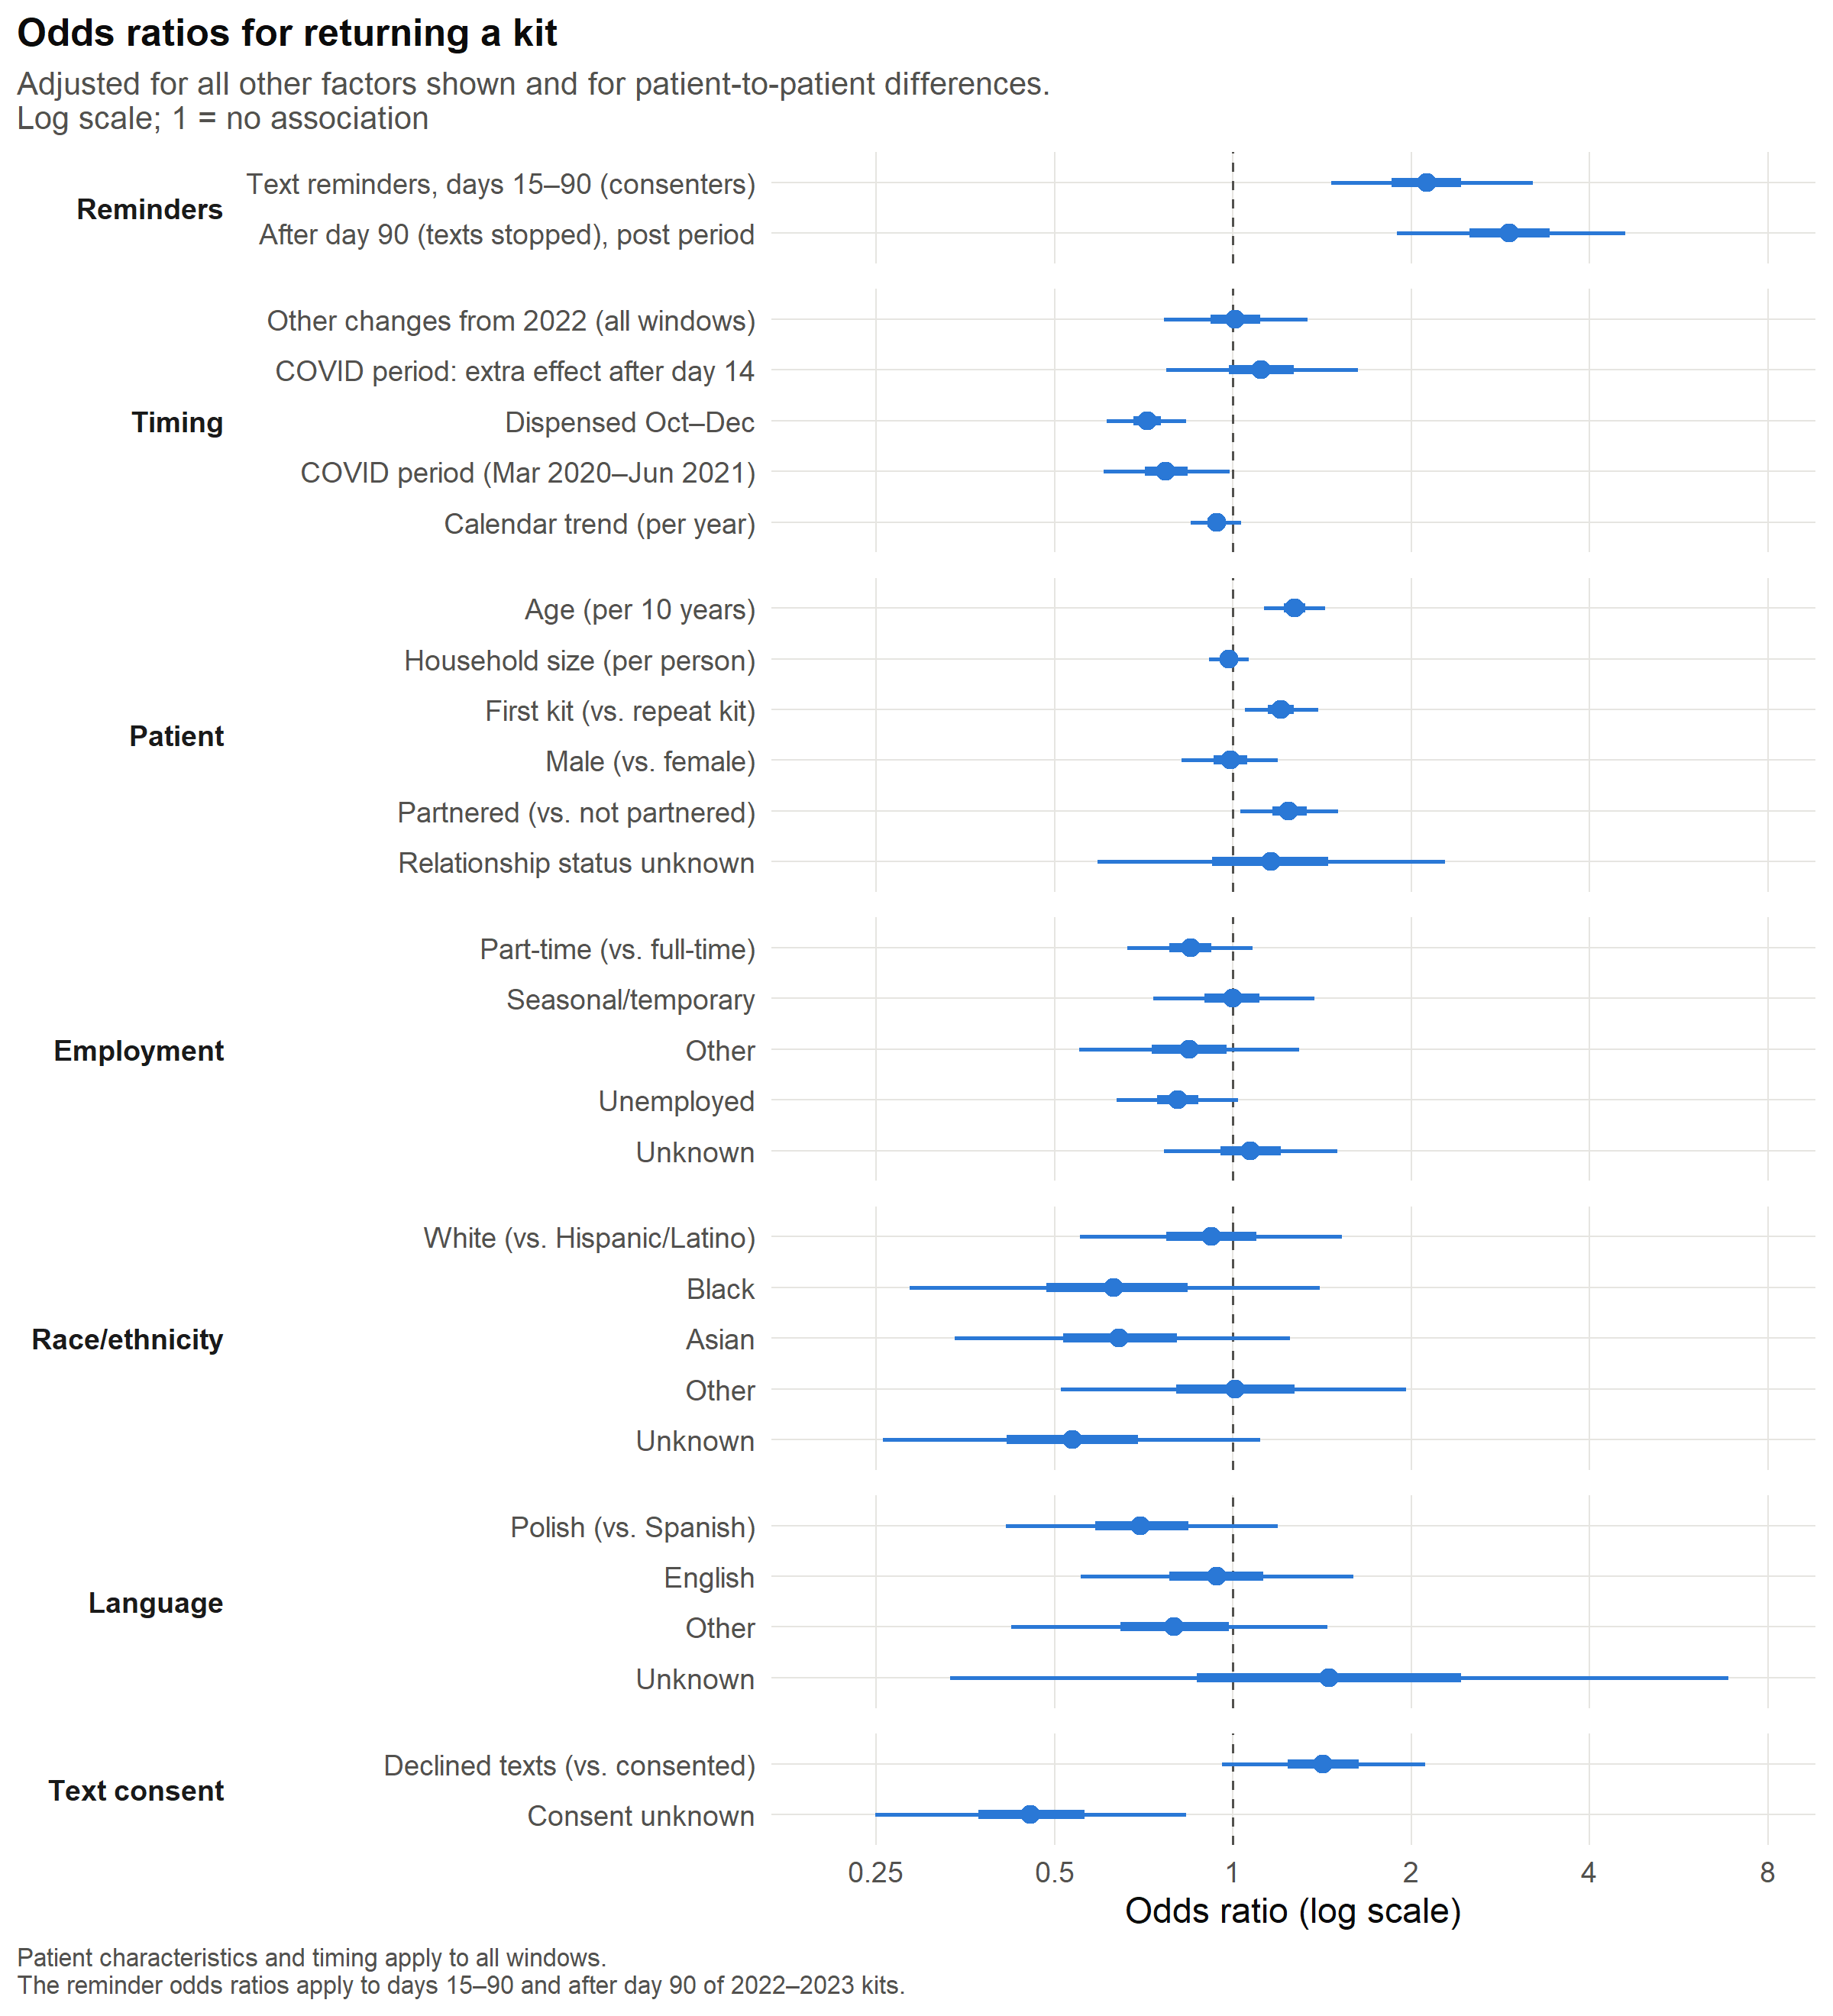 Odds ratios for returning a kit
Adjusted for all other factors shown and for patient-to-patient differences.
Log scale; 1 = no association
Reminders
Text reminders, days 15–90 (consenters)
After day 90 (texts stopped), post period
Timing
Other changes from 2022 (all windows)
COVID period: extra effect after day 14
Dispensed Oct–Dec
COVID period (Mar 2020–Jun 2021)
Calendar trend (per year)
Patient
Age (per 10 years)
Household size (per person)
First kit (vs. repeat kit)
Male (vs. female)
Partnered (vs. not partnered)
Relationship status unknown
Employment
Part-time (vs. full-time)
Seasonal/temporary
Other
Unemployed
Unknown
Race/ethnicity
White (vs. Hispanic/Latino)
Black
Asian
Other
Unknown
Language
Polish (vs. Spanish)
English
Other
Unknown
Text consent
Declined texts (vs. consented)
Consent unknown
0.25 0.5 1 2 4 8
Odds ratio (log scale)
Patient characteristics and timing apply to all windows.
The reminder odds ratios apply to days 15–90 and after day 90 of 2022–2023 kits.